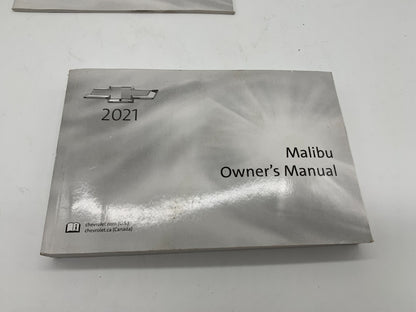 2021
Malibu
Owner's Manual
chevrolet.com (U.S.)
chevrolet.ca (Canada)